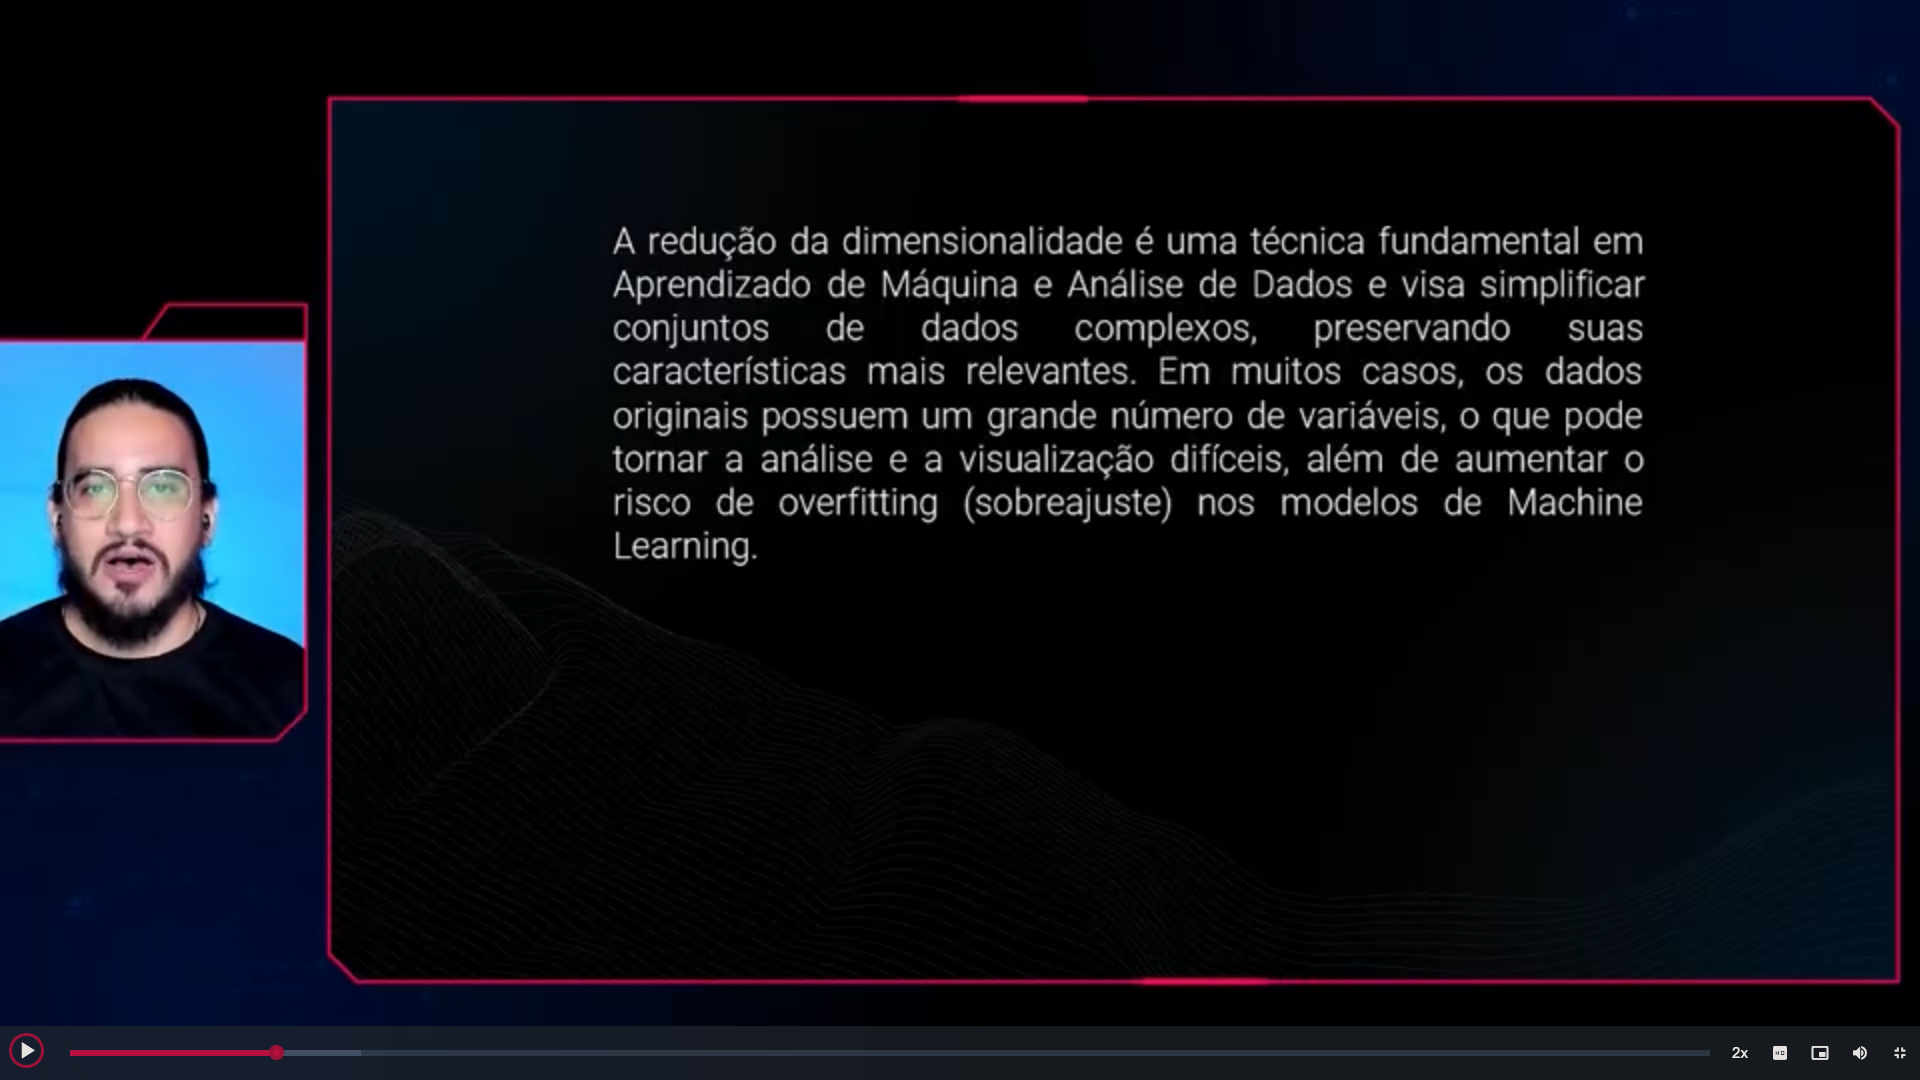 A redução da dimensionalidade é uma técnica fundamental em
Aprendizado de Máquina e Análise de Dados e visa simplificar
conjuntos de dados complexos, preservando suas
características mais relevantes. Em muitos casos, os dados
originais possuem um grande número de variáveis, o que pode
tornar a análise e a visualização difíceis, além de aumentar o
risco de overfitting (sobreajuste) nos modelos de Machine
Learning.
2x
HD